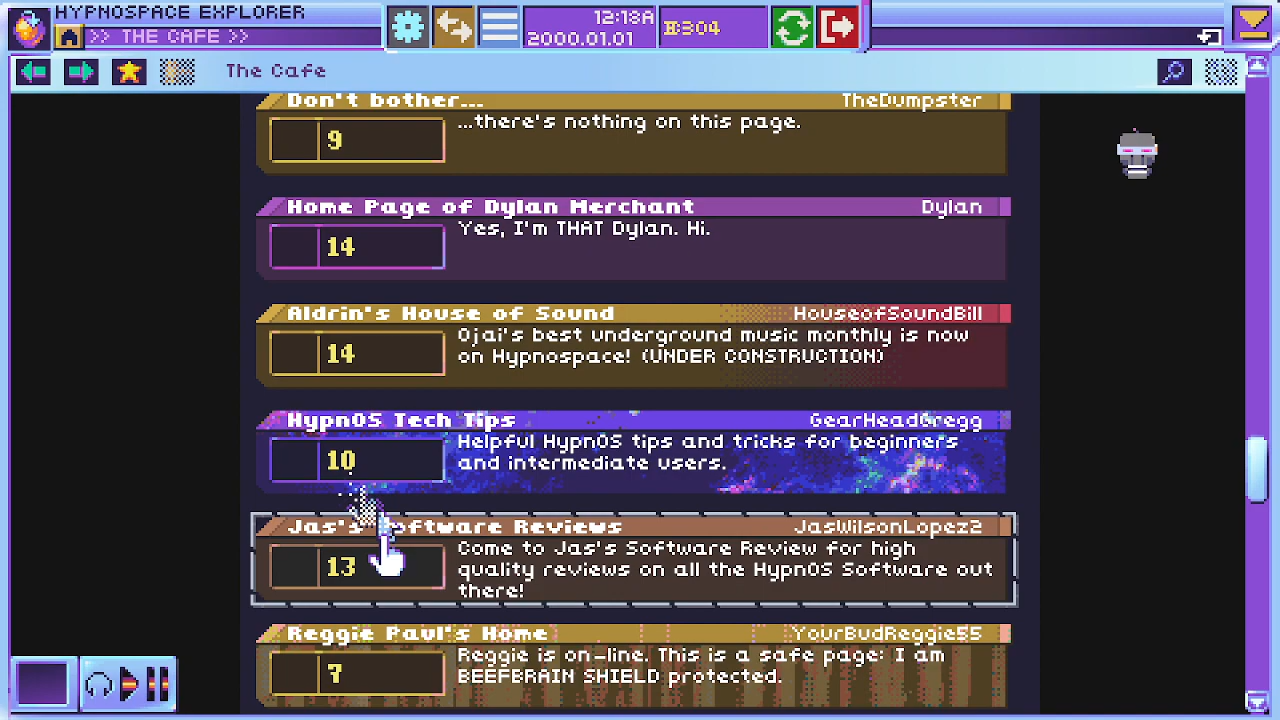 HYPNOSPACE EXPLORER
>> THE CAFE >>
12:18A
2000.01.01
304
The Cafe
Don't bother...
TheDumpster
9
...there's nothing on this page.
Home Page of Dylan Merchant
Dylan
14
Yes, I'm THAT Dylan. Hi.
Aldrin's House of Sound
HouseofSoundBill
14
Ojai's best underground music monthly is now
on Hypnospace! (UNDER CONSTRUCTION)
HypnOS Tech Tips
GearHeadGregg
10
Helpful HypnOS tips and tricks for beginners
and intermediate users.
Jas's Software Reviews
JasWilsonLopez2
13
Come to Jas's Software Review for high
quality reviews on all the HypnOS Software out
there!
Reggie Paul's Home
YourBudReggie55
7
Reggie is on-line. This is a safe page: I am
BEEFBRAIN SHIELD protected.